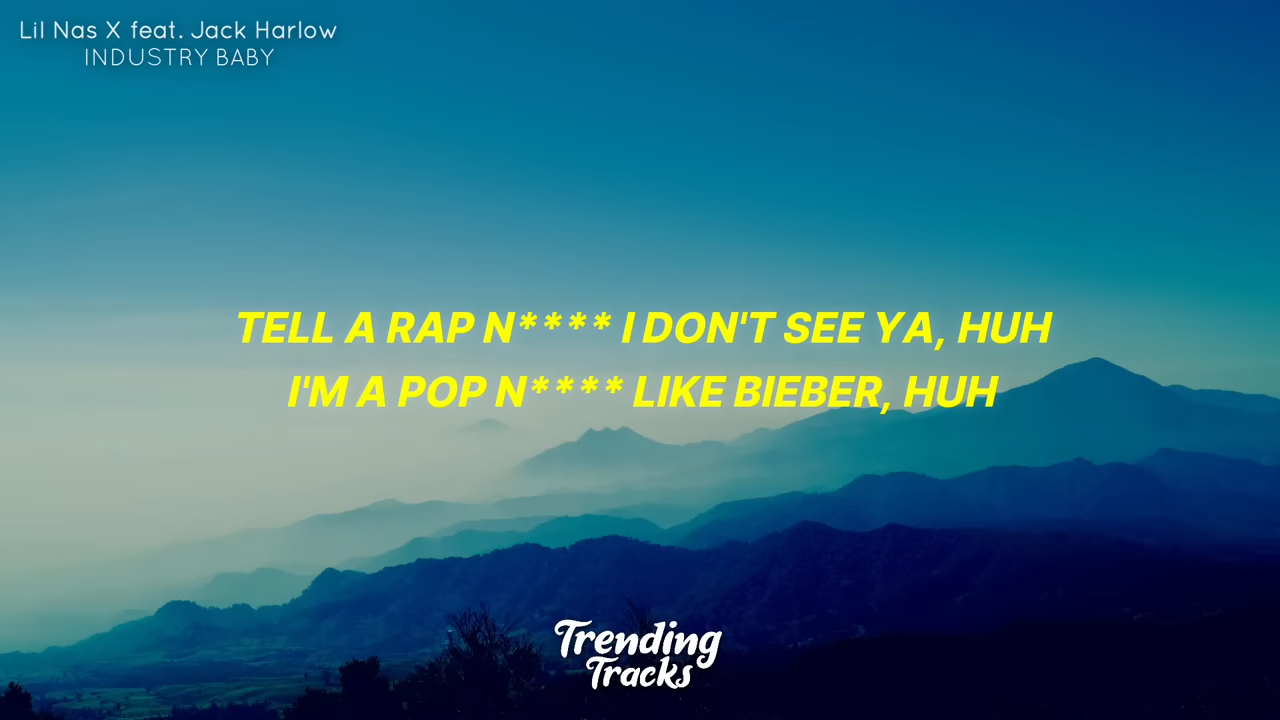 Lil Nas X feat. Jack Harlow
INDUSTRY BABY
TELL A RAP N**** I DON'T SEE YA, HUH
I'M A POP N**** LIKE BIEBER, HUH
Trending
Tracks